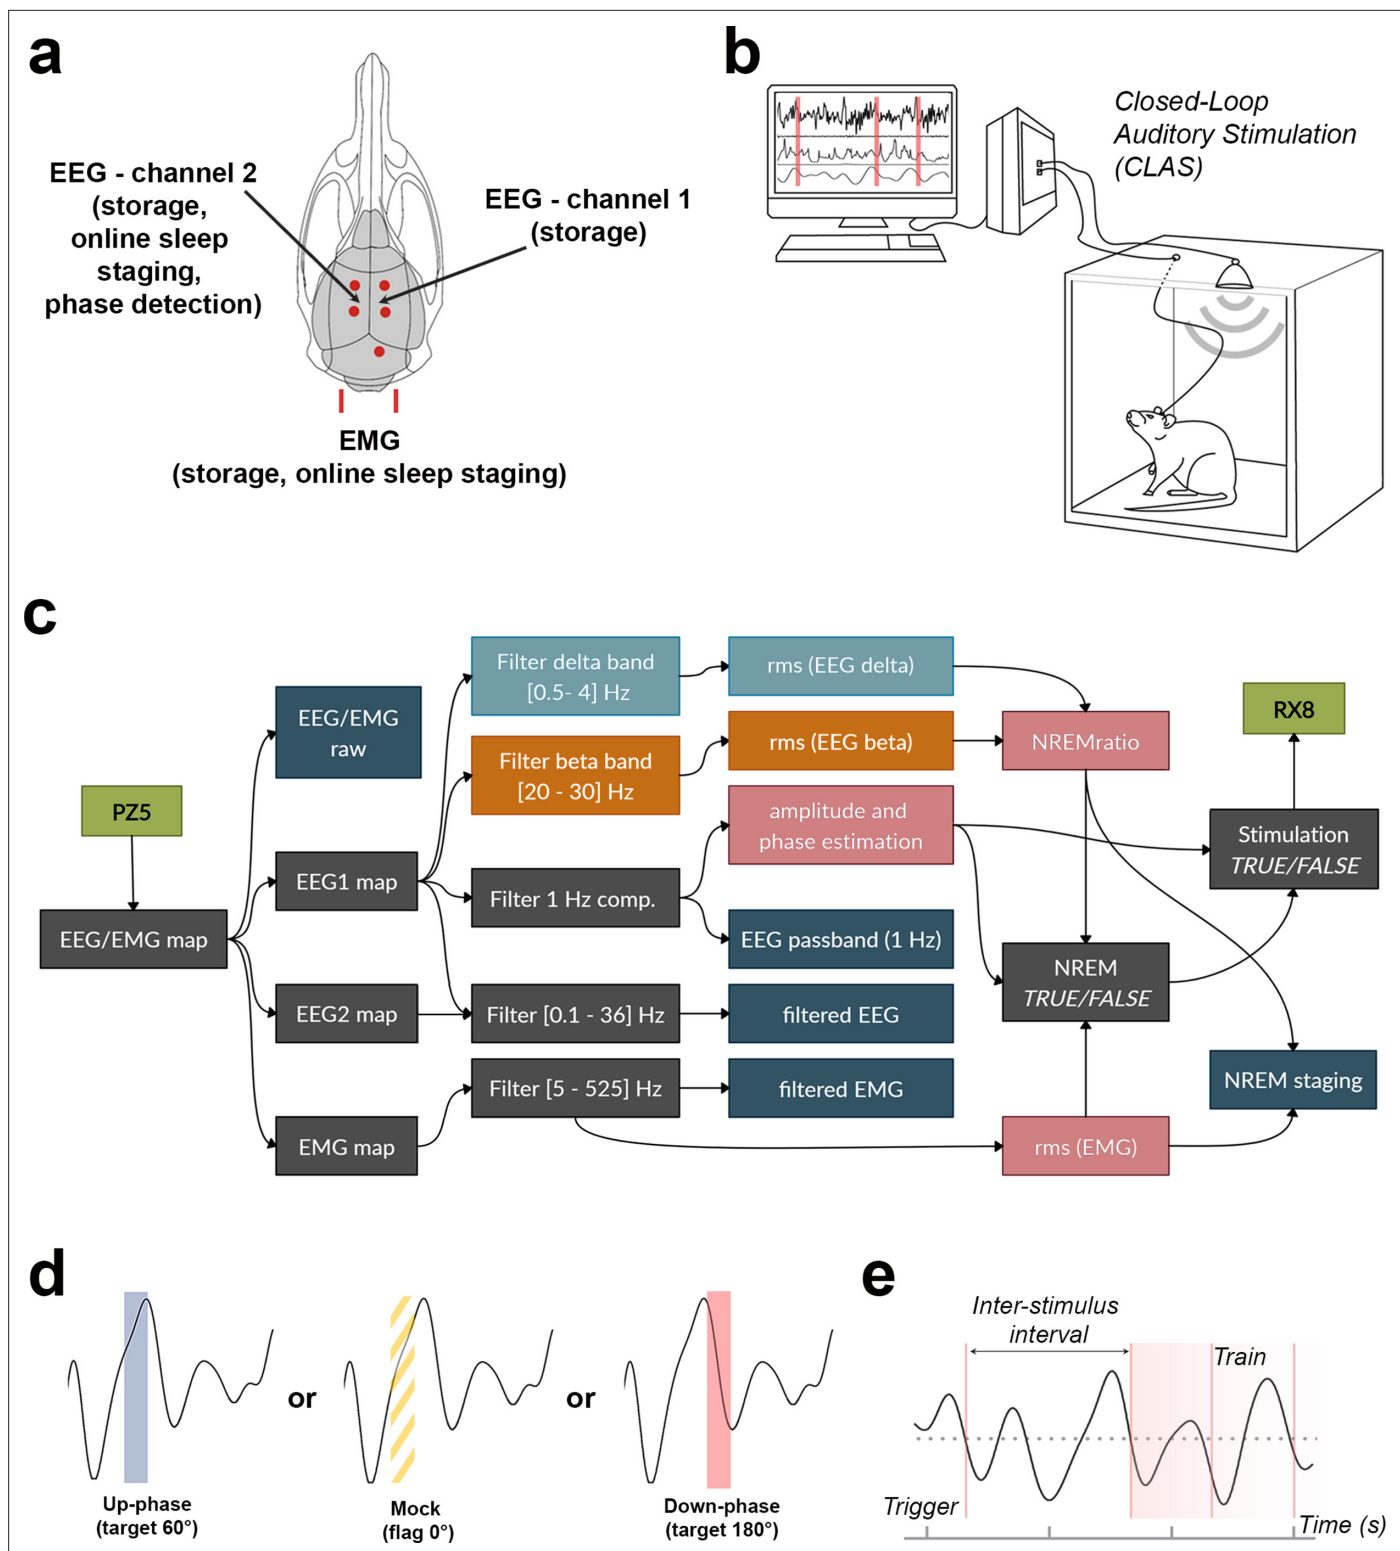 a
EEG - channel 2
(storage,
online sleep
staging,
phase detection)
EEG - channel 1
(storage)
EMG
(storage, online sleep staging)
b
Closed-Loop
Auditory Stimulation
(CLAS)
c
PZ5
EEG/EMG map
EEG/EMG
raw
EEG1 map
EEG2 map
EMG map
Filter delta band
[0.5- 4] Hz
Filter beta band
[20 - 30] Hz
Filter 1 Hz comp.
Filter [0.1 - 36] Hz
Filter [5 - 525] Hz
rms (EEG delta)
rms (EEG beta)
amplitude and
phase estimation
EEG passband (1 Hz)
filtered EEG
filtered EMG
NREMratio
NREM
TRUE/FALSE
rms (EMG)
RX8
Stimulation
TRUE/FALSE
NREM staging
d
Up-phase
(target 60°)
or
Mock
(flag 0°)
or
Down-phase
(target 180°)
e
Inter-stimulus
interval
Train
Trigger
Time (s)